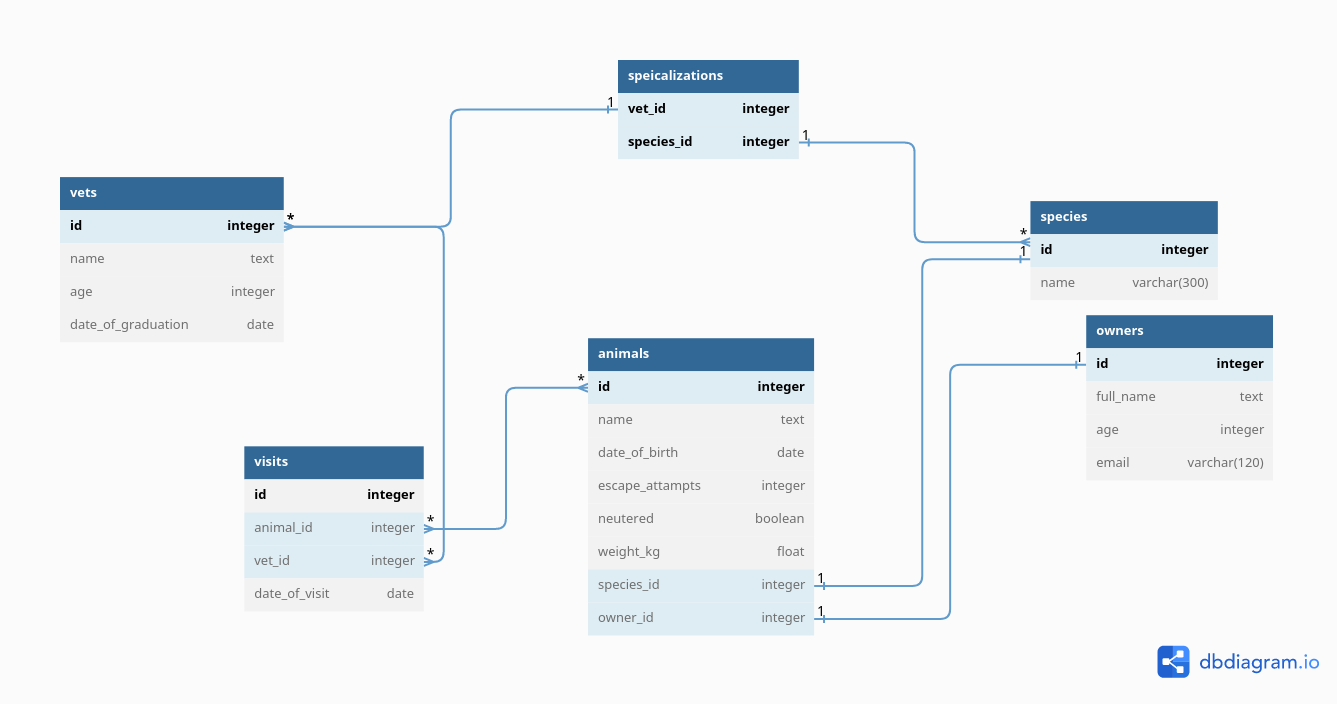 speicalizations
1 vet_id integer
species_id integer 1
vets
id integer *
name text
age integer
date_of_graduation date
species
* id integer
1
name varchar(300)
owners
1 id integer
full_name text
age integer
email varchar(120)
animals
* id integer
name text
date_of_birth date
escape_attampts integer
neutered boolean
weight_kg float
species_id integer 1
owner_id integer 1
visits
id integer
animal_id integer *
vet_id integer *
date_of_visit date
dbdiagram.io